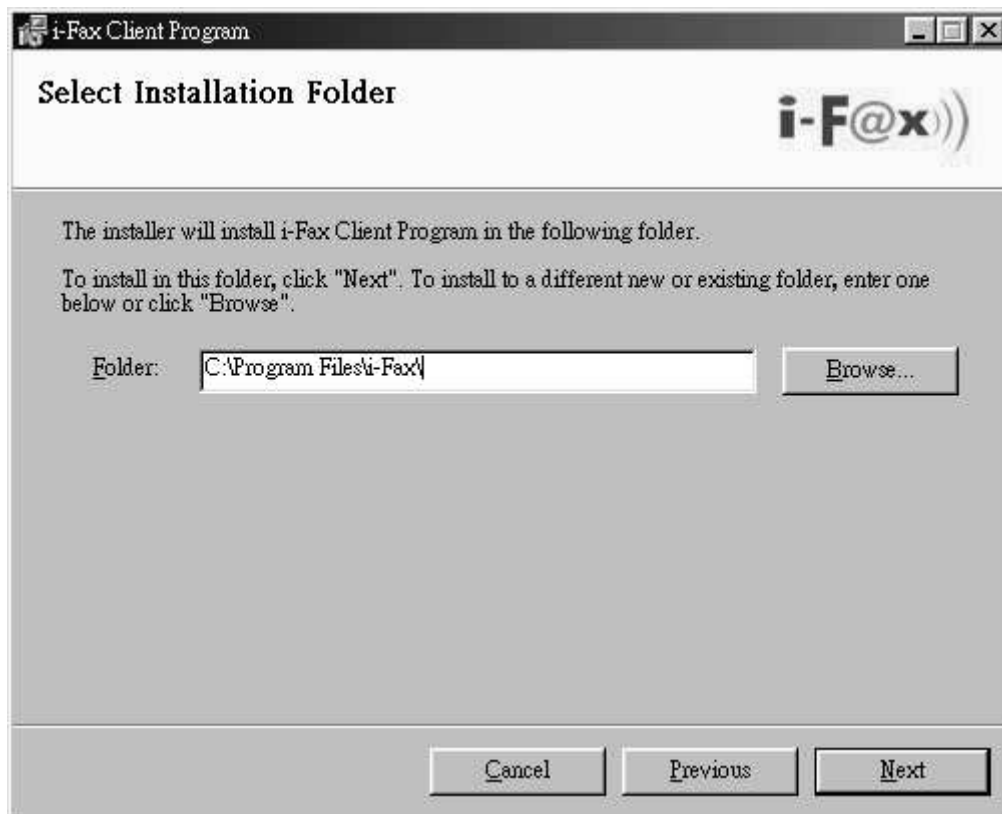 i-Fax Client Program
Select Installation Folder
i-F@x
The installer will install i-Fax Client Program in the following folder.
To install in this folder, click "Next". To install to a different new or existing folder, enter one
below or click "Browse".
Folder: C:\Program Files\i-Fax\ Browse...
Cancel Previous Next